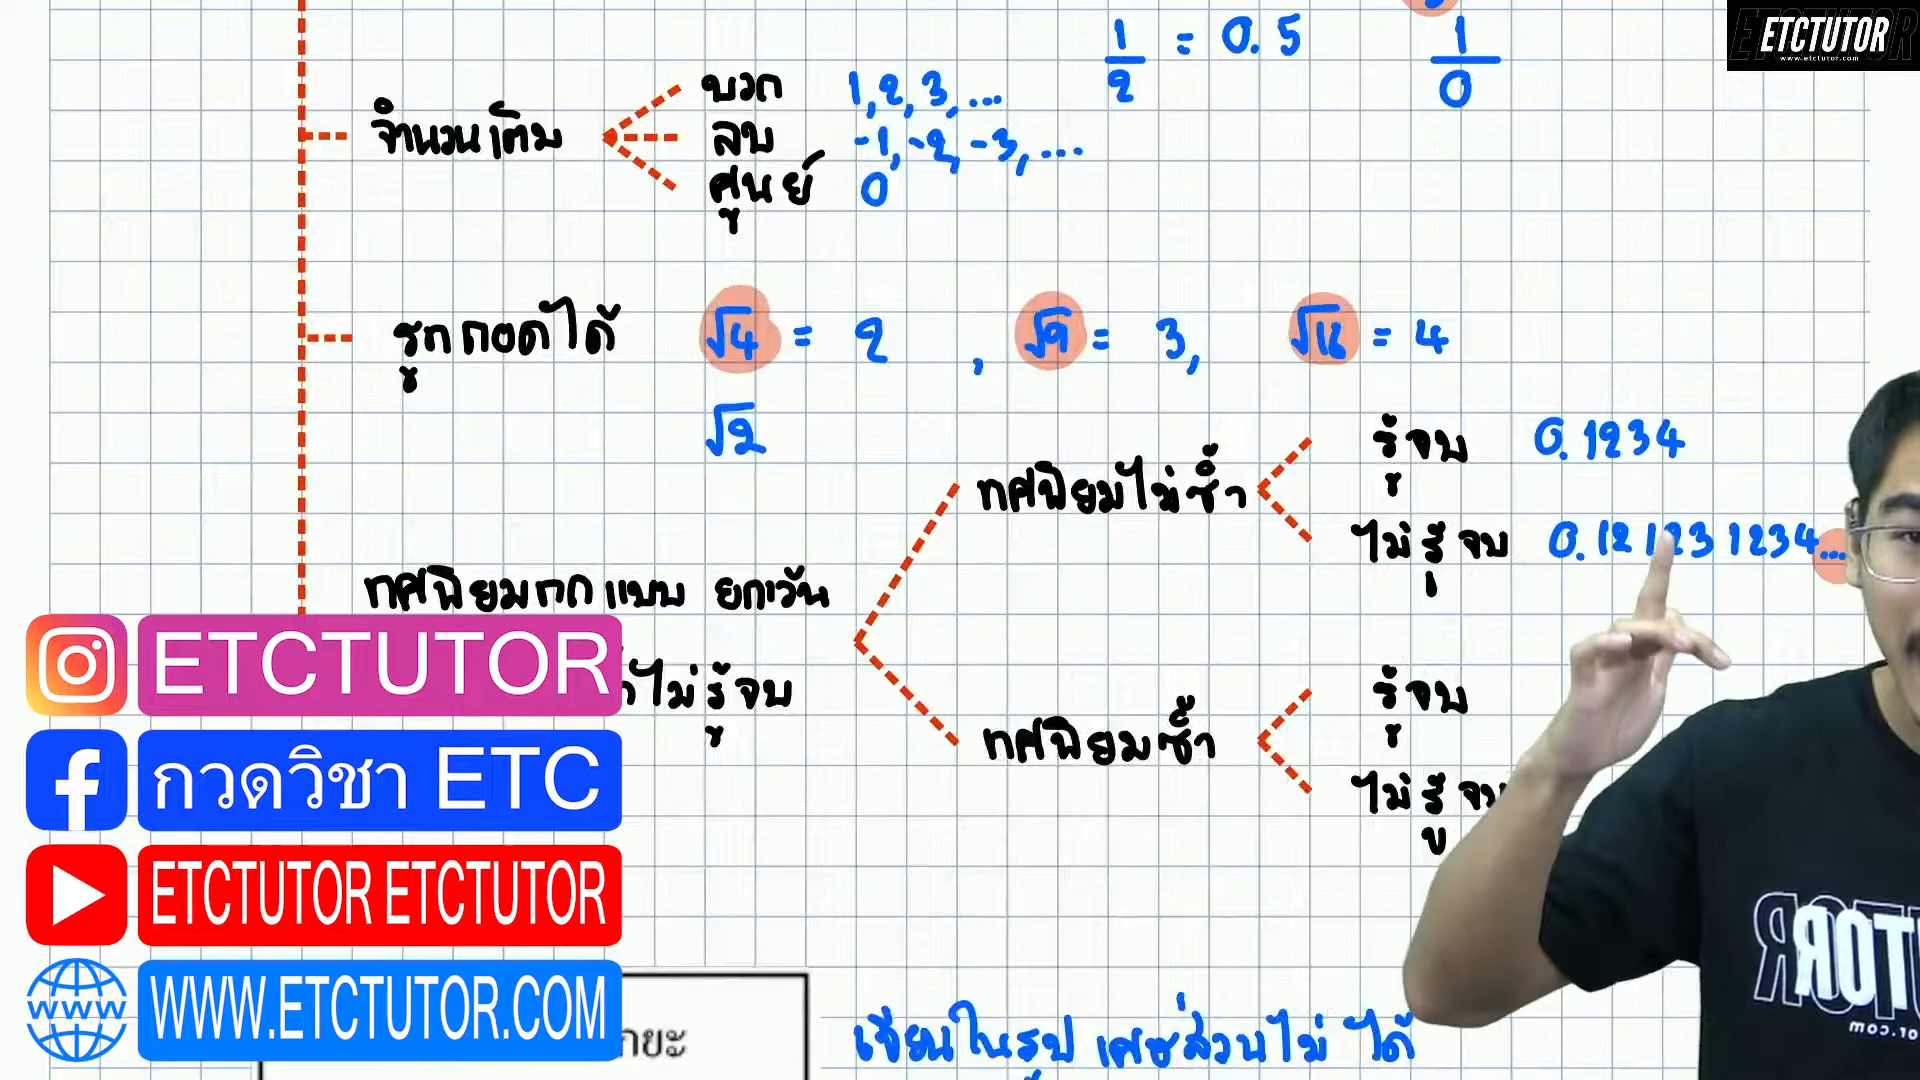 ETCTUTOR
www.etctutor.com
1/2 = 0.5 1/0
จำนวนเต็ม
บวก 1, 2, 3, ...
ลบ -1, -2, -3, ...
ศูนย์ 0
รูทถอดได้ √4 = 2 , √9 = 3, √16 = 4
√2
ทศนิยมทุกแบบ ยกเว้น
ไม่รู้จบ
ทศนิยมไม่ซ้ำ
รู้จบ 0.1234
ไม่รู้จบ 0.121231234...
ทศนิยมซ้ำ
รู้จบ
ไม่รู้จบ
ETCTUTOR
กวดวิชา ETC
ETCTUTOR ETCTUTOR
WWW.ETCTUTOR.COM
เขียนในรูป เศษส่วนไม่ได้